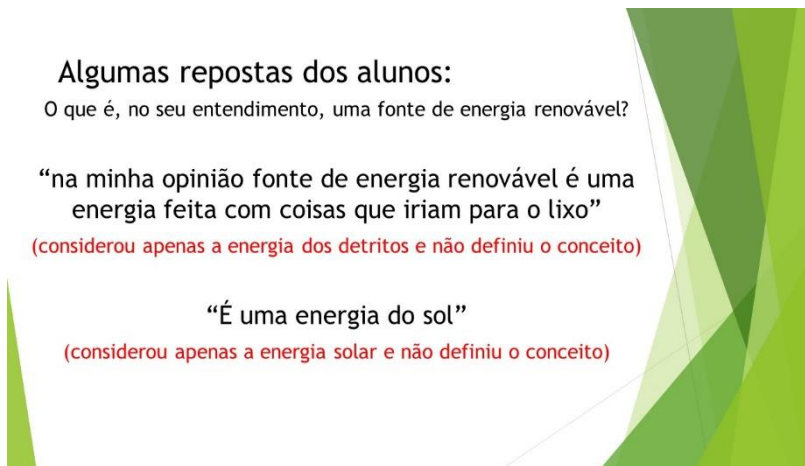 Algumas repostas dos alunos:
O que é, no seu entendimento, uma fonte de energia renovável?
“na minha opinião fonte de energia renovável é uma
energia feita com coisas que iriam para o lixo”
(considerou apenas a energia dos detritos e não definiu o conceito)
“É uma energia do sol”
(considerou apenas a energia solar e não definiu o conceito)